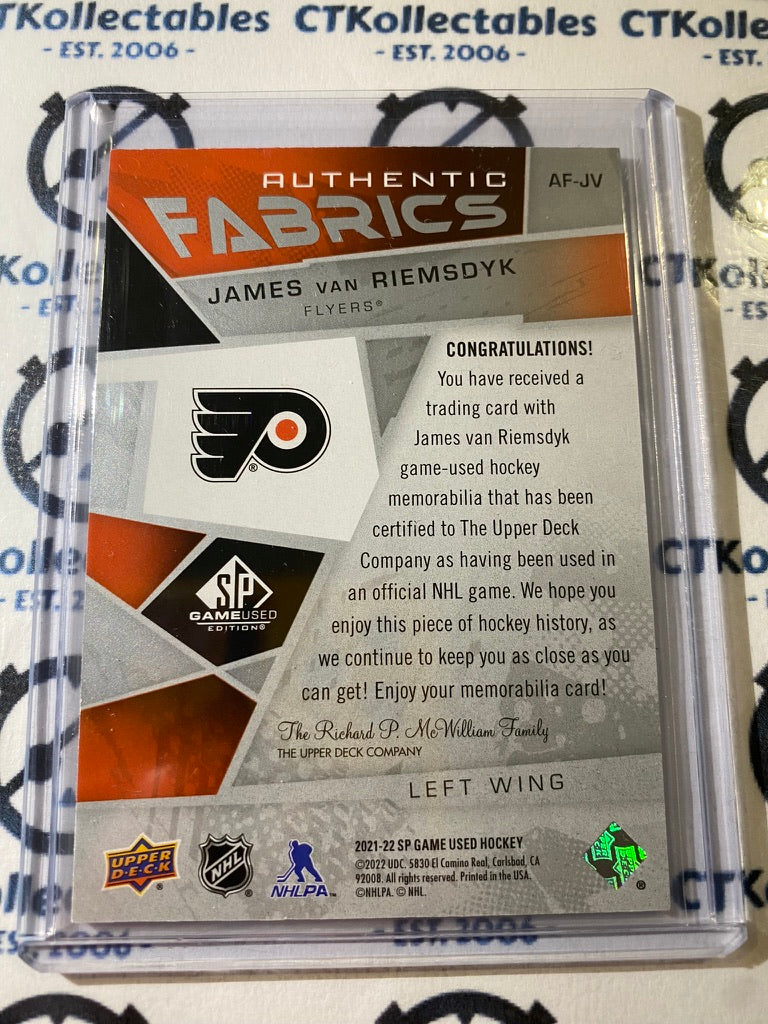 CTKollectables CTKollectables CTKoll
- EST. 2006 - - EST. 2006 - - EST.
AUTHENTIC
FABRICS
AF-JV
JAMES VAN RIEMSDYK
FLYERS®
CONGRATULATIONS!
You have received a
trading card with
James van Riemsdyk
game-used hockey
memorabilia that has been
certified to The Upper Deck
Company as having been used in
an official NHL game. We hope you
enjoy this piece of hockey history, as
we continue to keep you as close as you
can get! Enjoy your memorabilia card!
®
SP
GAMEUSED
EDITION®
The Richard P. McWilliam Family
THE UPPER DECK COMPANY
LEFT WING
UPPER
D·E·C·K
®
NHL
®
NHLPA™
2021-22 SP GAME USED HOCKEY
©2022 UDC. 5830 El Camino Real, Carlsbad, CA
92008. All rights reserved. Printed in the USA.
©NHLPA. © NHL.
®